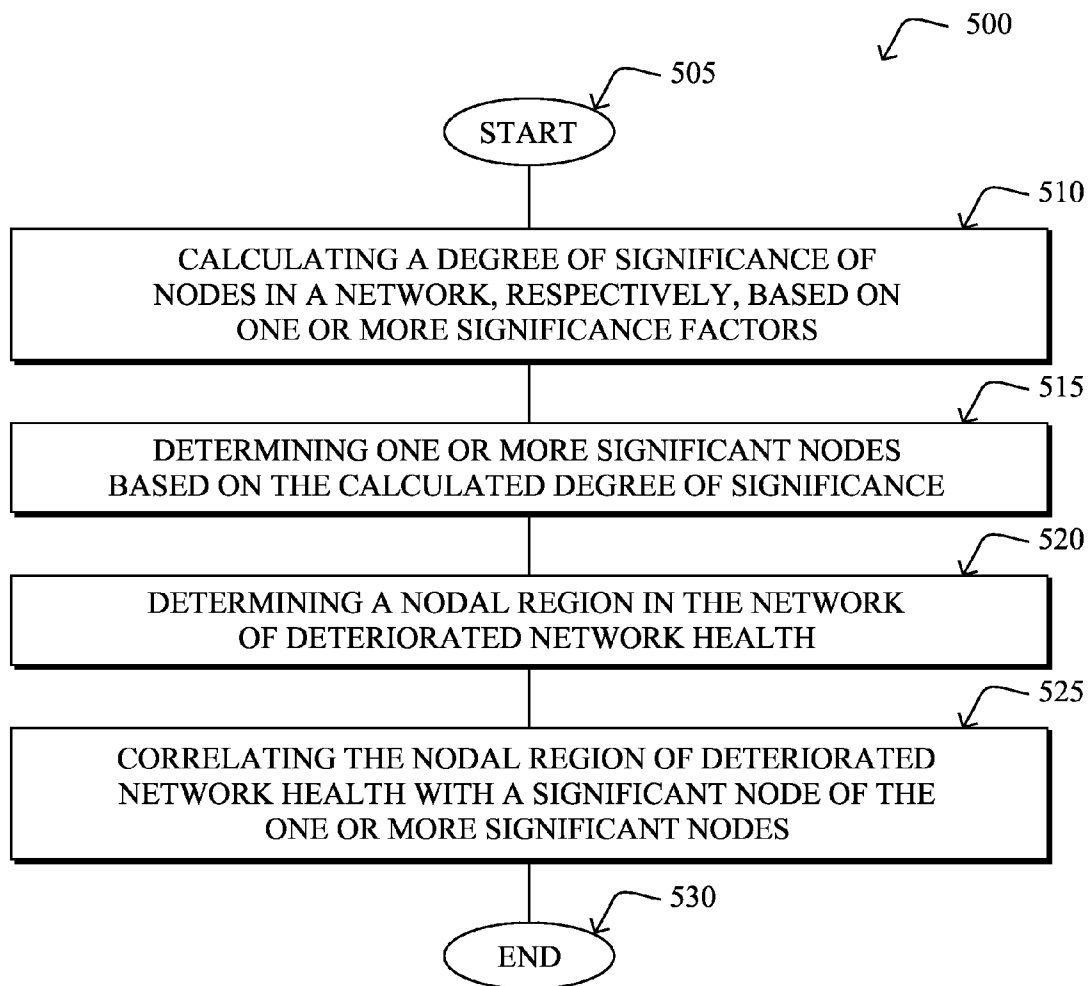 500
505
START
510
CALCULATING A DEGREE OF SIGNIFICANCE OF
NODES IN A NETWORK, RESPECTIVELY, BASED ON
ONE OR MORE SIGNIFICANCE FACTORS
515
DETERMINING ONE OR MORE SIGNIFICANT NODES
BASED ON THE CALCULATED DEGREE OF SIGNIFICANCE
520
DETERMINING A NODAL REGION IN THE NETWORK
OF DETERIORATED NETWORK HEALTH
525
CORRELATING THE NODAL REGION OF DETERIORATED
NETWORK HEALTH WITH A SIGNIFICANT NODE OF THE
ONE OR MORE SIGNIFICANT NODES
530
END